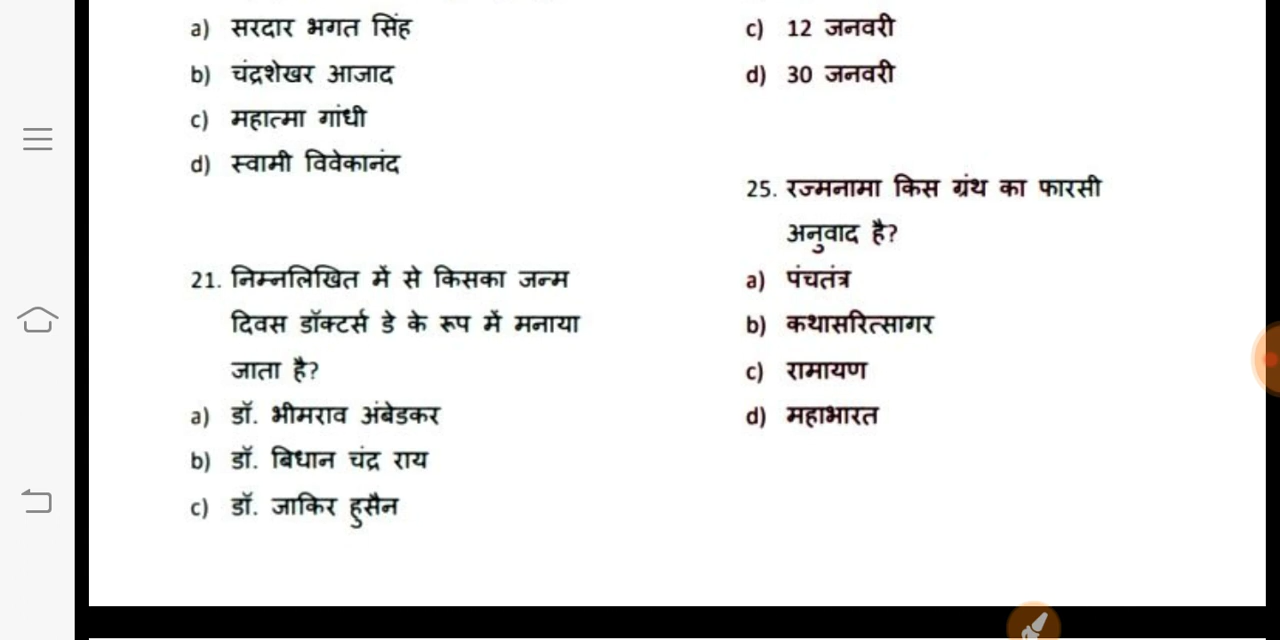 a) सरदार भगत सिंह
b) चंद्रशेखर आजाद
c) महात्मा गांधी
d) स्वामी विवेकानंद
21. निम्नलिखित में से किसका जन्म
दिवस डॉक्टर्स डे के रूप में मनाया
जाता है?
a) डॉ. भीमराव अंबेडकर
b) डॉ. बिधान चंद्र राय
c) डॉ. जाकिर हुसैन
c) 12 जनवरी
d) 30 जनवरी
25. रज्मनामा किस ग्रंथ का फारसी
अनुवाद है?
a) पंचतंत्र
b) कथासरित्सागर
c) रामायण
d) महाभारत